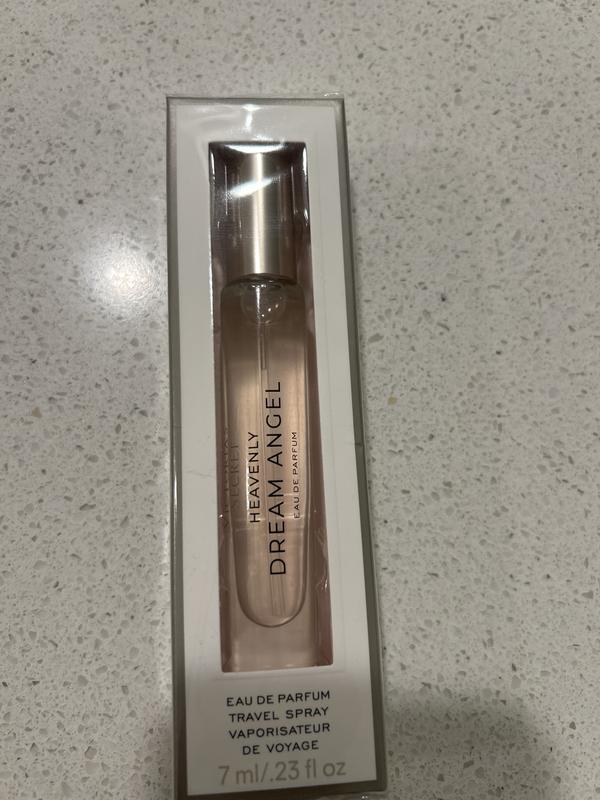 HEAVENLY
DREAM ANGEL
EAU DE PARFUM
EAU DE PARFUM
TRAVEL SPRAY
VAPORISATEUR
DE VOYAGE
7 ml/.23 fl oz